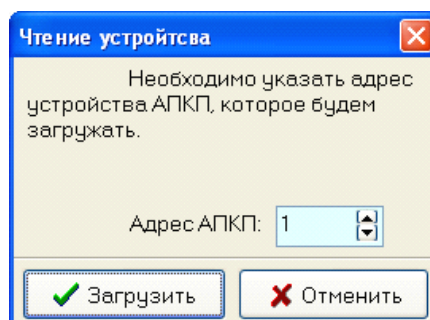 Чтение устройтсва
Необходимо указать адрес
устройства АПКП, которое будем
загружать.
Адрес АПКП: 1
Загрузить Отменить